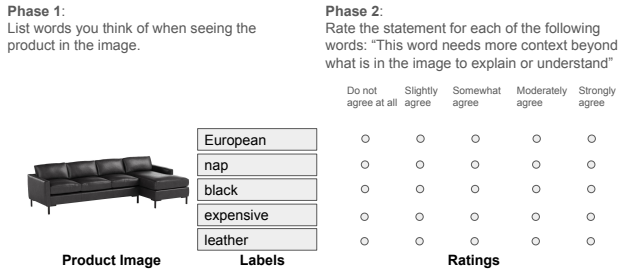 Phase 1:
List words you think of when seeing the
product in the image.
Phase 2:
Rate the statement for each of the following
words: “This word needs more context beyond
what is in the image to explain or understand”
Do not
agree at all
Slightly
agree
Somewhat
agree
Moderately
agree
Strongly
agree
European
nap
black
expensive
leather
Product Image
Labels
Ratings